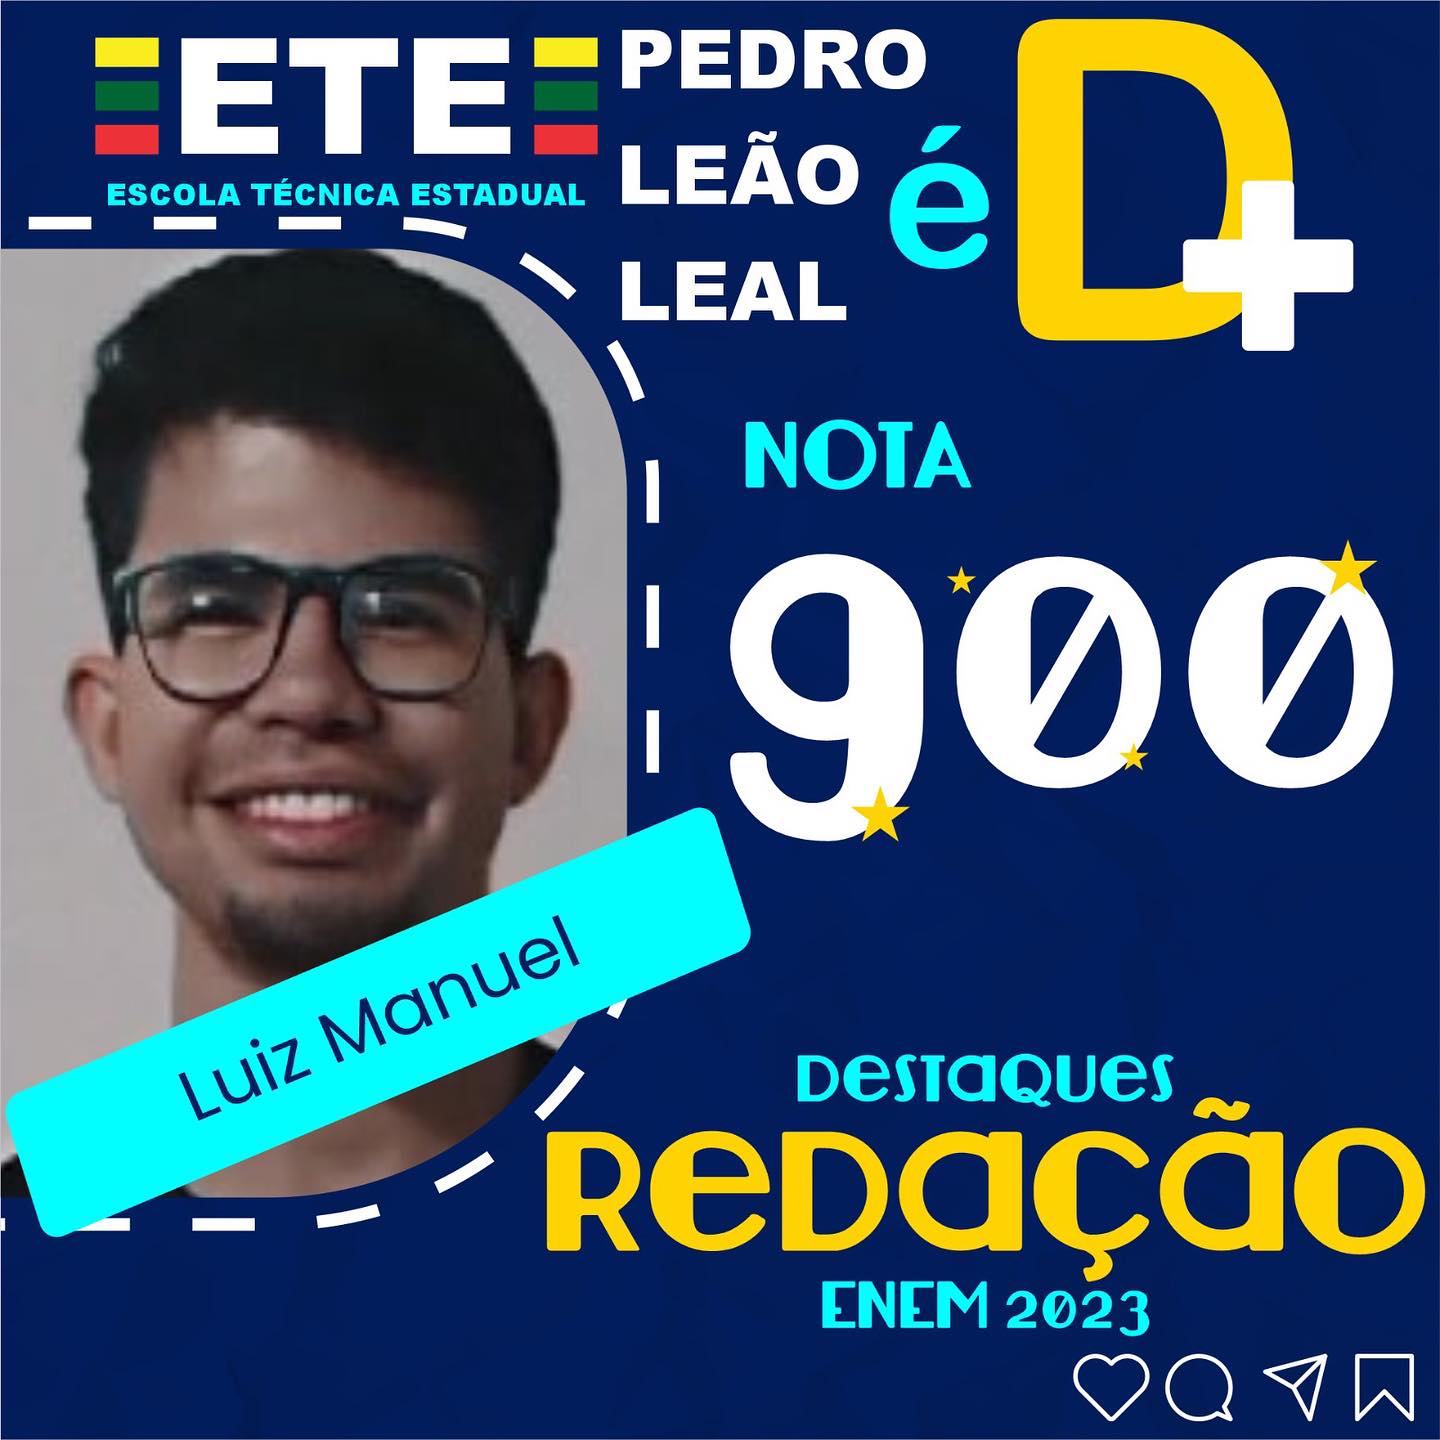 ETE
ESCOLA TÉCNICA ESTADUAL
PEDRO
LEÃO
LEAL
é
D+
NOTA
900
Luiz Manuel
DESTAQUES
REDAÇÃO
ENEM 2023